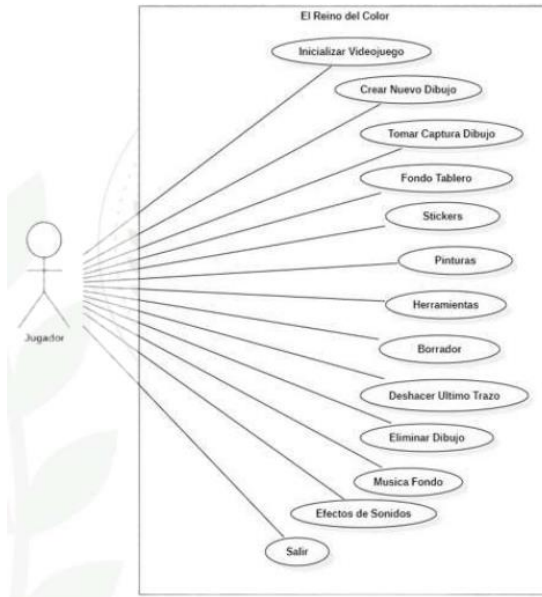 El Reino del Color
Inicializar Videojuego
Crear Nuevo Dibujo
Tomar Captura Dibujo
Fondo Tablero
Stickers
Pinturas
Jugador
Herramientas
Borrador
Deshacer Ultimo Trazo
Eliminar Dibujo
Musica Fondo
Efectos de Sonidos
Salir